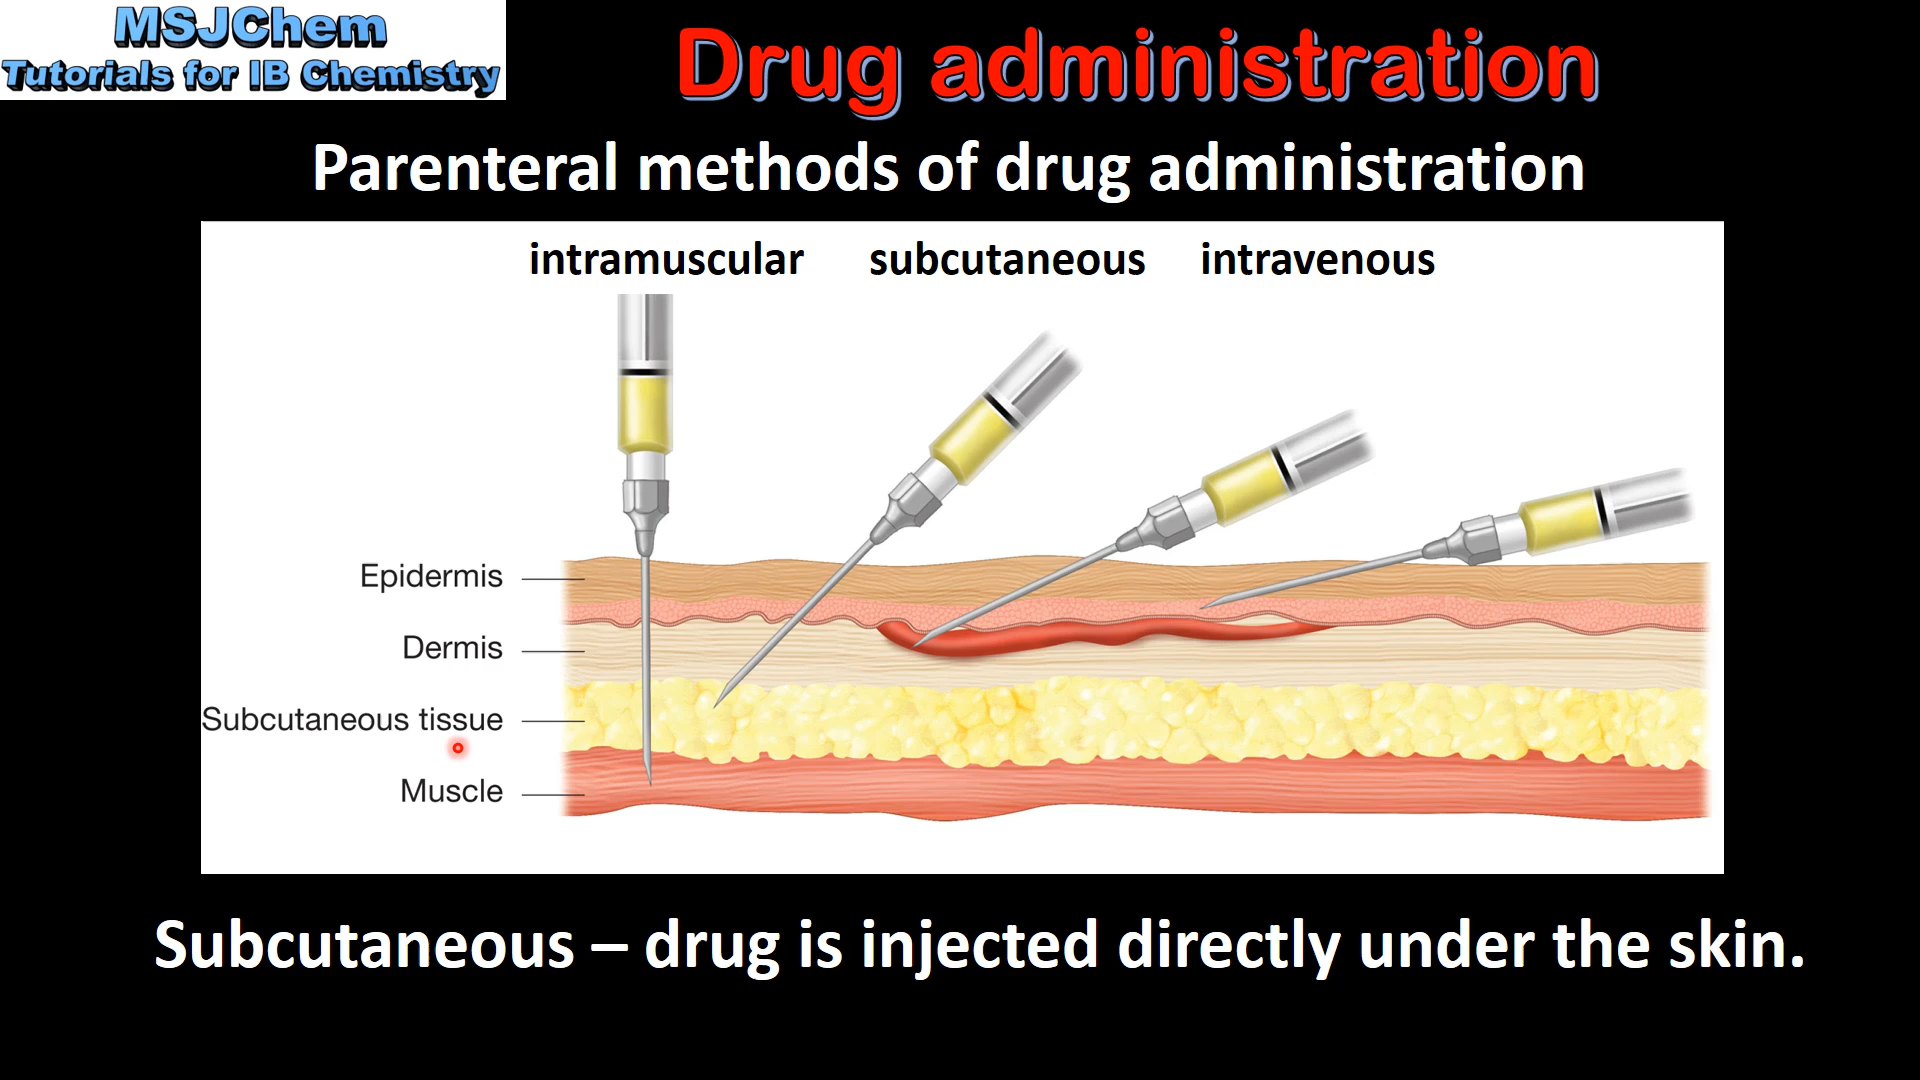 MSJChem
Tutorials for IB Chemistry
Drug administration
Parenteral methods of drug administration
intramuscular subcutaneous intravenous
Epidermis
Dermis
Subcutaneous tissue
Muscle
Subcutaneous – drug is injected directly under the skin.